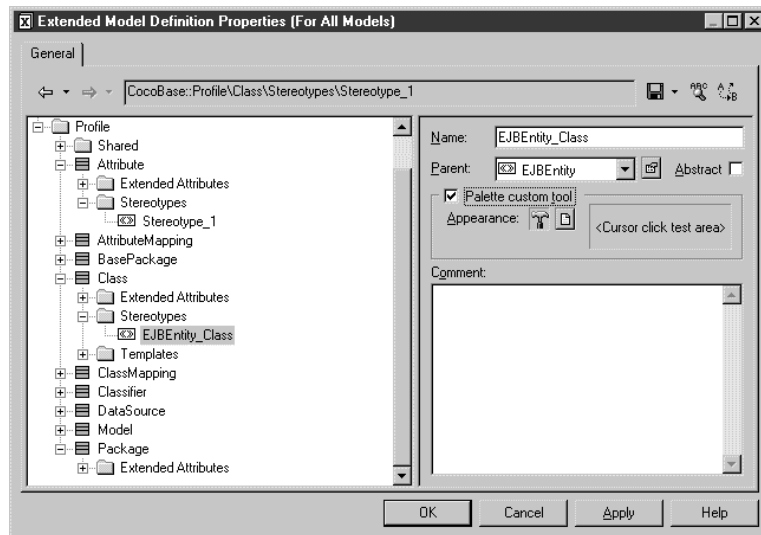 Extended Model Definition Properties (For All Models)
General
CocoBase::Profile\Class\Stereotypes\Stereotype_1
Profile
Shared
Attribute
Extended Attributes
Stereotypes
Stereotype_1
AttributeMapping
BasePackage
Class
Extended Attributes
Stereotypes
EJBEntity_Class
Templates
ClassMapping
Classifier
DataSource
Model
Package
Extended Attributes
Name: EJBEntity_Class
Parent: EJBEntity Abstract
Palette custom tool
Appearance: <Cursor click test area>
Comment:
OK Cancel Apply Help